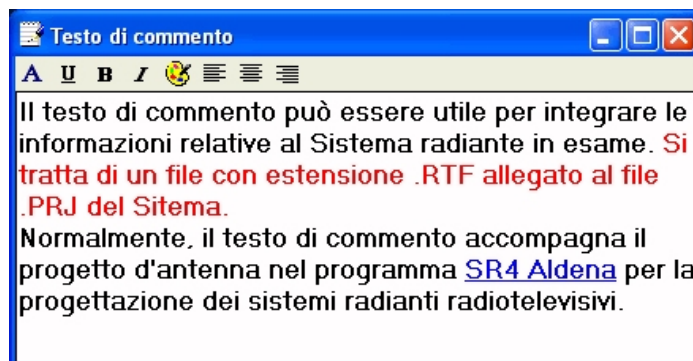 Testo di commento
A U B I
Il testo di commento può essere utile per integrare le
informazioni relative al Sistema radiante in esame. Si
tratta di un file con estensione .RTF allegato al file
.PRJ del Sitema.
Normalmente, il testo di commento accompagna il
progetto d'antenna nel programma SR4 Aldena per la
progettazione dei sistemi radianti radiotelevisivi.